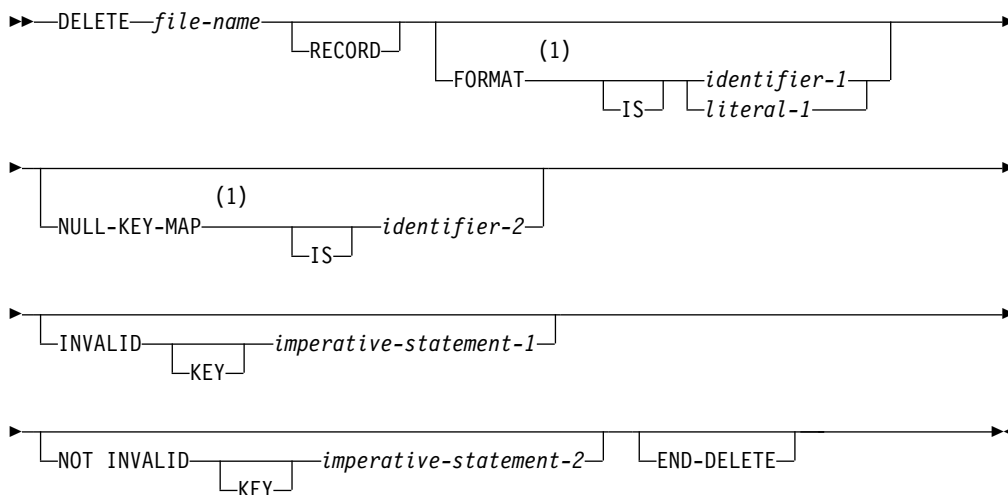 DELETE file-name
RECORD
(1)
FORMAT identifier-1
IS literal-1
(1)
NULL-KEY-MAP identifier-2
IS
INVALID imperative-statement-1
KEY
NOT INVALID imperative-statement-2 END-DELETE
KEY